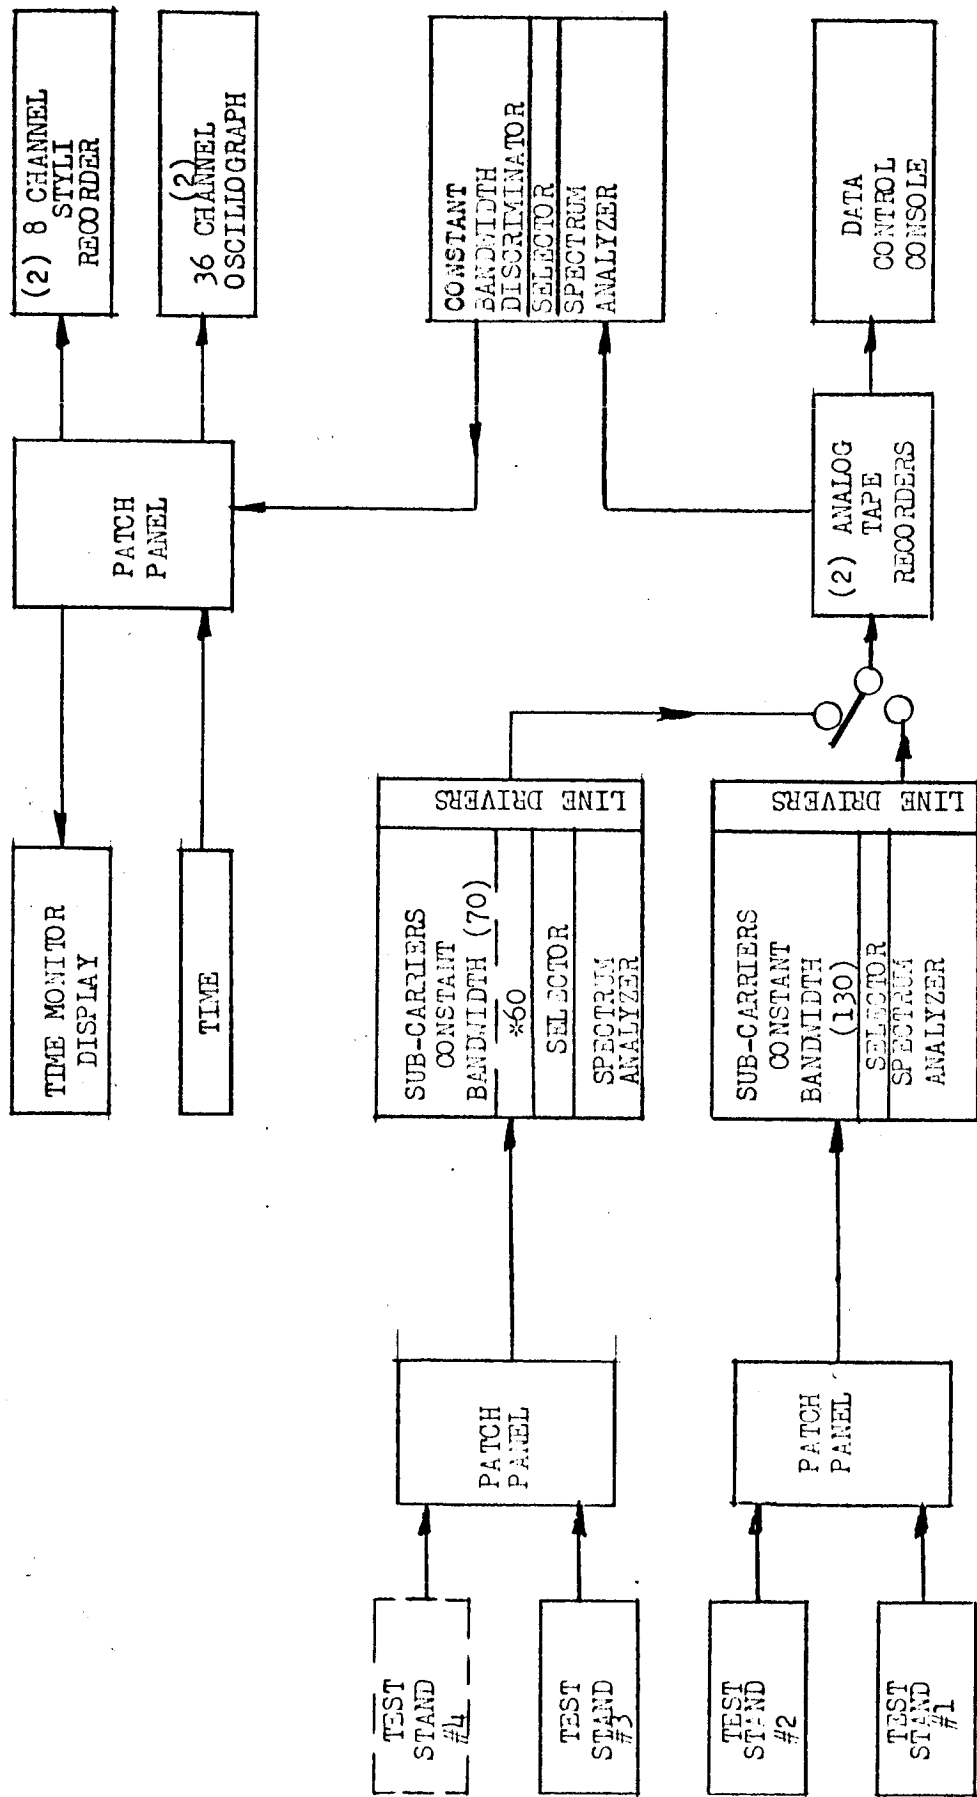 (2) 8 CHANNEL
STYLI
RECORDER
(2)
36 CHANNEL
OSCILLOGRAPH
PATCH
PANEL
TIME MONITOR
DISPLAY
TIME
CONSTANT
BANDWIDTH
DISCRIMINATOR
SELECTOR
SPECTRUM
ANALYZER
DATA
CONTROL
CONSOLE
(2) ANALOG
TAPE
RECORDERS
LINE DRIVERS
SUB-CARRIERS
CONSTANT
BANDWIDTH (70)
*60
SELECTOR
SPECTRUM
ANALYZER
LINE DRIVERS
SUB-CARRIERS
CONSTANT
BANDWIDTH
(130)
SELECTOR
SPECTRUM
ANALYZER
PATCH
PANEL
PATCH
PANEL
TEST
STAND
#4
TEST
STAND
#3
TEST
STAND
#2
TEST
STAND
#1